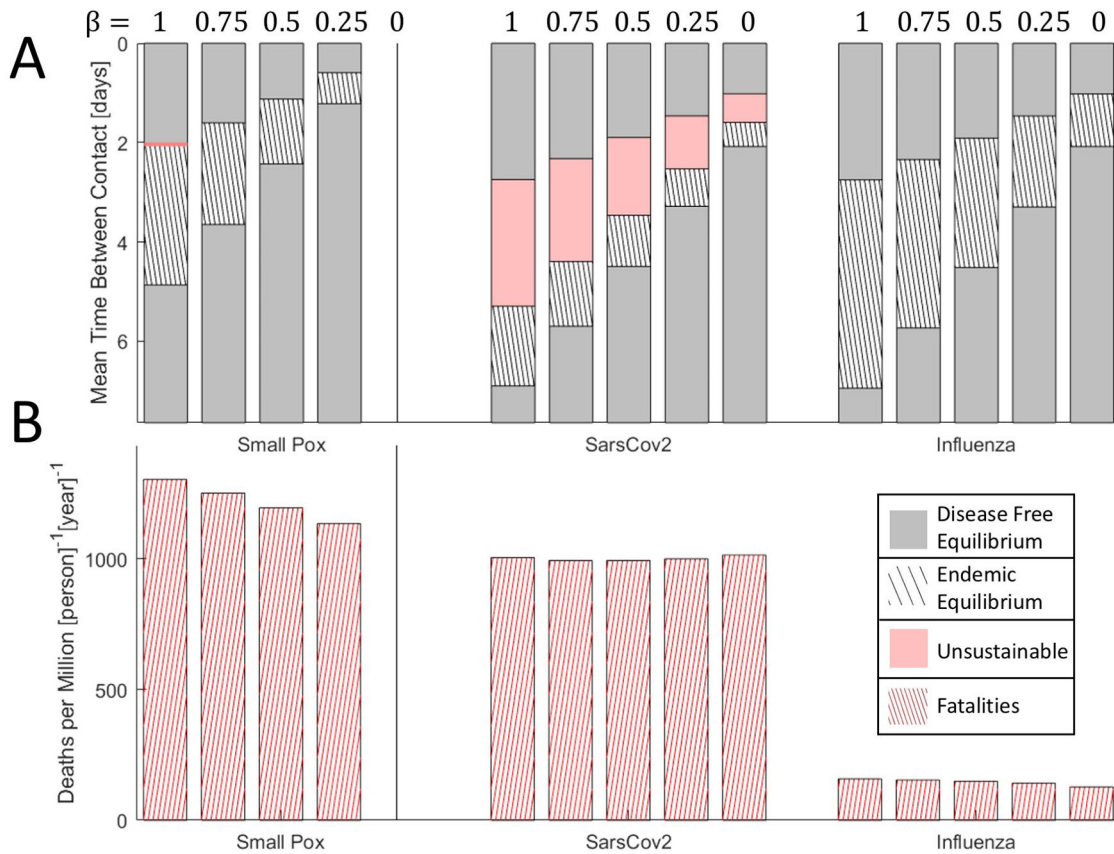 β = 1 0.75 0.5 0.25 0 1 0.75 0.5 0.25 0 1 0.75 0.5 0.25 0
A
Mean Time Between Contact [days]
0
2
4
6
Small Pox SarsCov2 Influenza
B
Deaths per Million [person]⁻¹[year]⁻¹
1000
500
0
Disease Free
Equilibrium
Endemic
Equilibrium
Unsustainable
Fatalities
Small Pox SarsCov2 Influenza